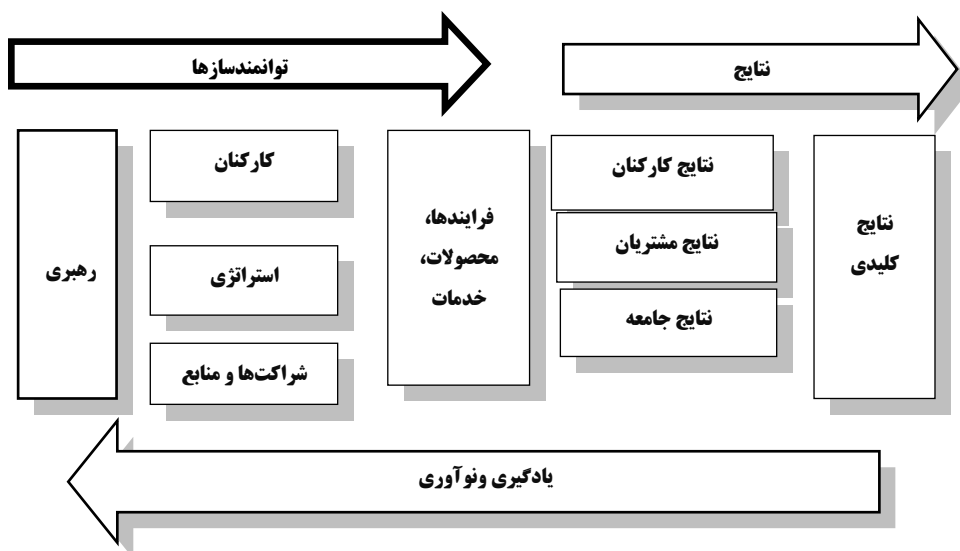 توانمندسازها
نتایج
رهبری
کارکنان
استراتژی
شراکت‌ها و منابع
فرایندها،
محصولات،
خدمات
نتایج کارکنان
نتایج مشتریان
نتایج جامعه
نتایج
کلیدی
یادگیری ونوآوری